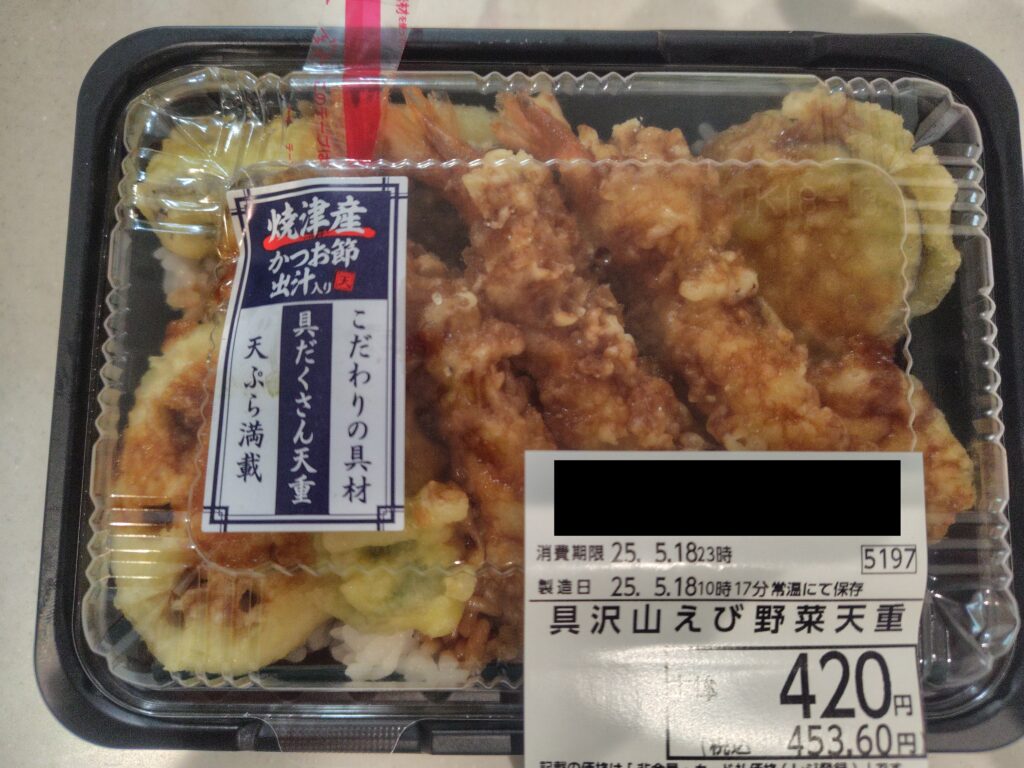 焼津産
かつお節
出汁入り
天
こだわりの具材
具だくさん天重
天ぷら満載
消費期限 25. 5.18 23時
5197
製造日 25. 5.18 10時17分 常温にて保存
具沢山えび野菜天重
420円
(税込 453.60円